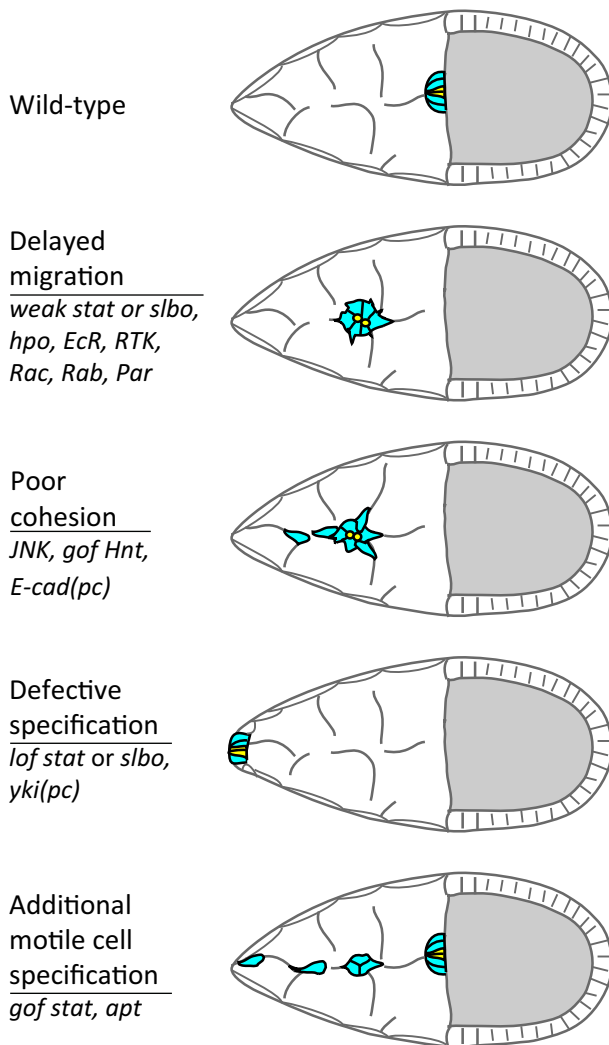 Wild-type
Delayed
migration
weak stat or slbo,
hpo, EcR, RTK,
Rac, Rab, Par
Poor
cohesion
JNK, gof Hnt,
E-cad(pc)
Defective
specification
lof stat or slbo,
yki(pc)
Additional
motile cell
specification
gof stat, apt